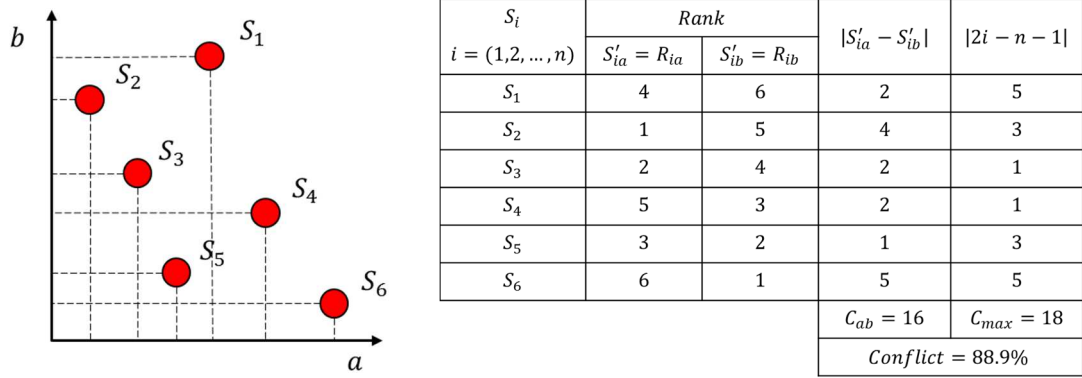 b
S₁
S₂
S₃
S₄
S₅
S₆
a
Sᵢ Rank |S′ᵢₐ − S′ib| |2i − n − 1|
i = (1,2, … , n) S′ᵢₐ = Rᵢₐ S′ib = Rib
S₁ 4 6 2 5
S₂ 1 5 4 3
S₃ 2 4 2 1
S₄ 5 3 2 1
S₅ 3 2 1 3
S₆ 6 1 5 5
Cab = 16 Cmax = 18
Conflict = 88.9%